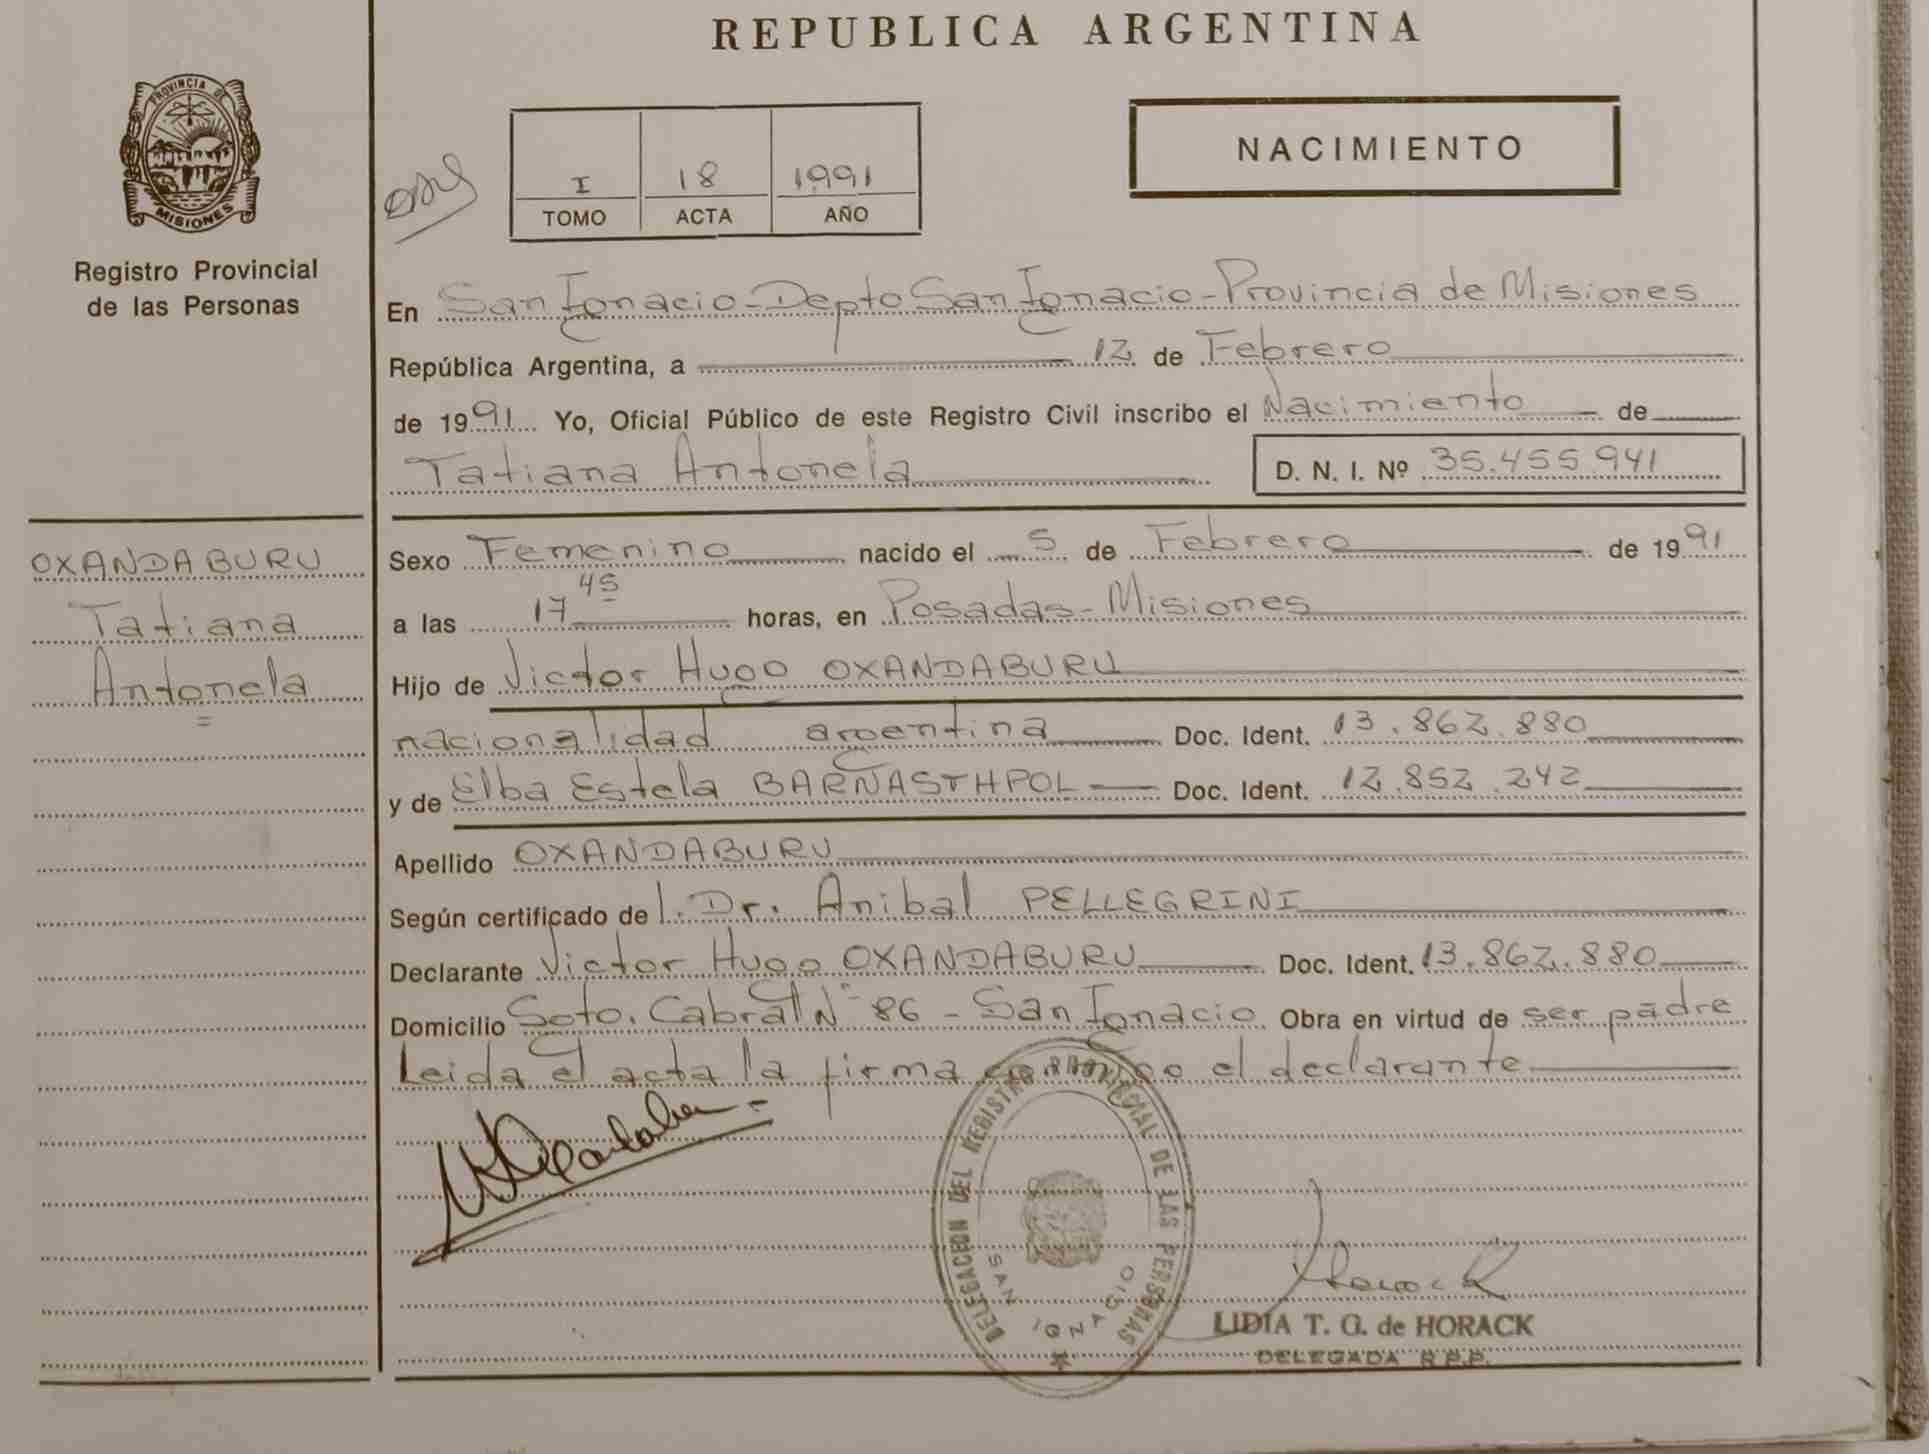 REPUBLICA ARGENTINA
PROVINCIA DE
MISIONES
Registro Provincial
de las Personas
I 18 1991
TOMO ACTA AÑO
NACIMIENTO
En San Ignacio - Depto San Ignacio - Provincia de Misiones
República Argentina, a 12 de Febrero
de 1991 Yo, Oficial Público de este Registro Civil inscribo el Nacimiento de
Tatiana Antonela D. N. I. Nº 35.455.941
OXANDABURU
Tatiana
Antonela
Sexo Femenino nacido el 5 de Febrero de 1991
a las 17 45 horas, en Posadas - Misiones
Hijo de Victor Hugo OXANDABURU
nacionalidad argentina Doc. Ident. 13.862.880
y de Elba Estela BARÑASTHPOL Doc. Ident. 12.852.242
Apellido OXANDABURU
Según certificado de l. Dr. Anibal PELLEGRINI
Declarante Victor Hugo OXANDABURU Doc. Ident. 13.862.880
Domicilio Sgto. Cabral Nº 86 - San Ignacio Obra en virtud de ser padre
Leida el acta la firma conmigo el declarante
DELEGACION DEL REGISTRO PROVINCIAL DE LAS PERSONAS
SAN IGNACIO
Horack
LIDIA T. G. de HORACK
DELEGADA R.P.P.